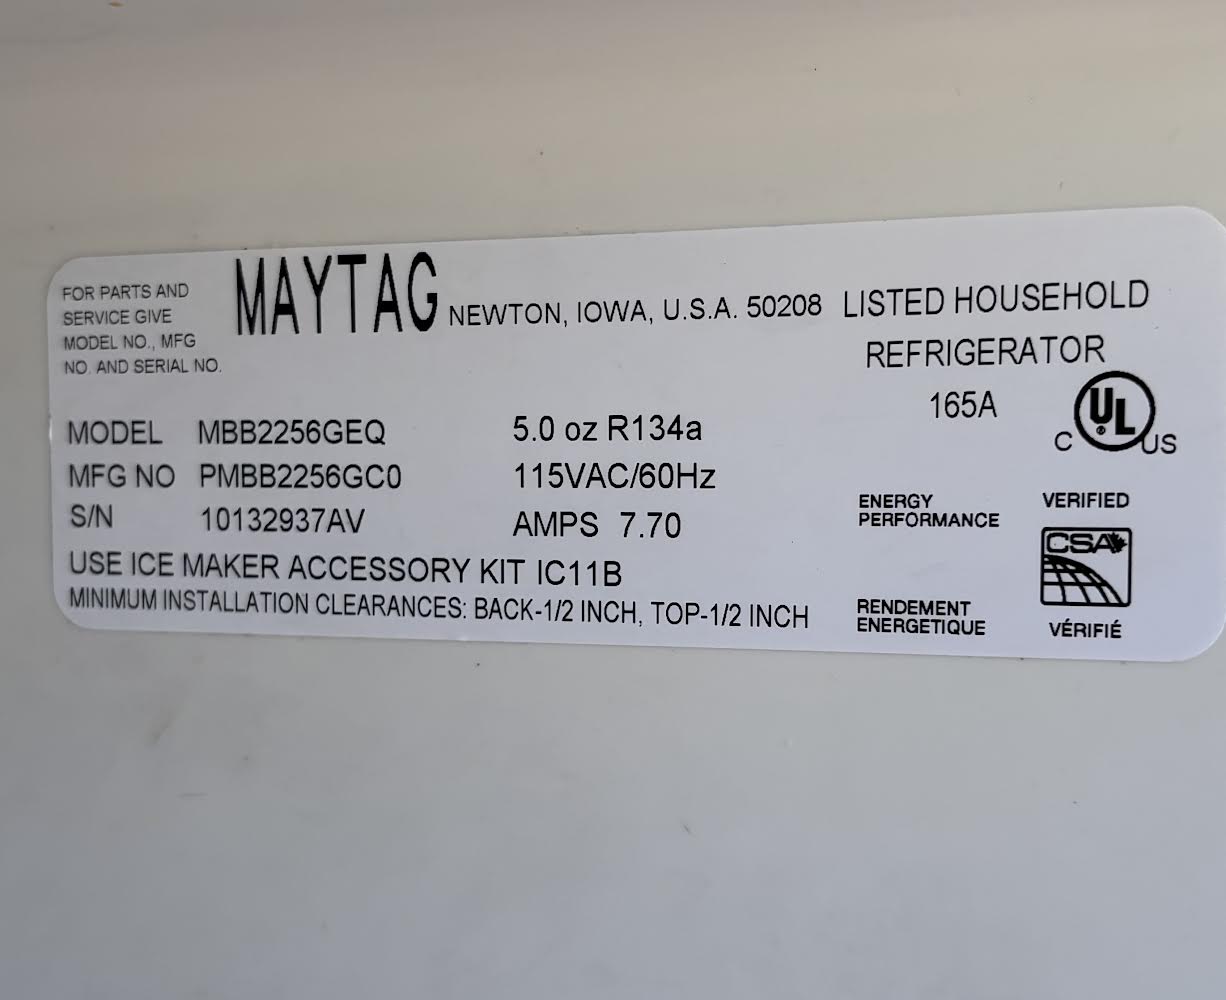 FOR PARTS AND
SERVICE GIVE
MODEL NO., MFG
NO. AND SERIAL NO.
MAYTAG NEWTON, IOWA, U.S.A. 50208
LISTED HOUSEHOLD
REFRIGERATOR
165A
UL
C US
MODEL MBB2256GEQ 5.0 oz R134a
MFG NO PMBB2256GC0 115VAC/60Hz
S/N 10132937AV AMPS 7.70
USE ICE MAKER ACCESSORY KIT IC11B
MINIMUM INSTALLATION CLEARANCES: BACK-1/2 INCH, TOP-1/2 INCH
ENERGY
PERFORMANCE
VERIFIED
CSA
RENDEMENT
ENERGETIQUE
VÉRIFIÉ